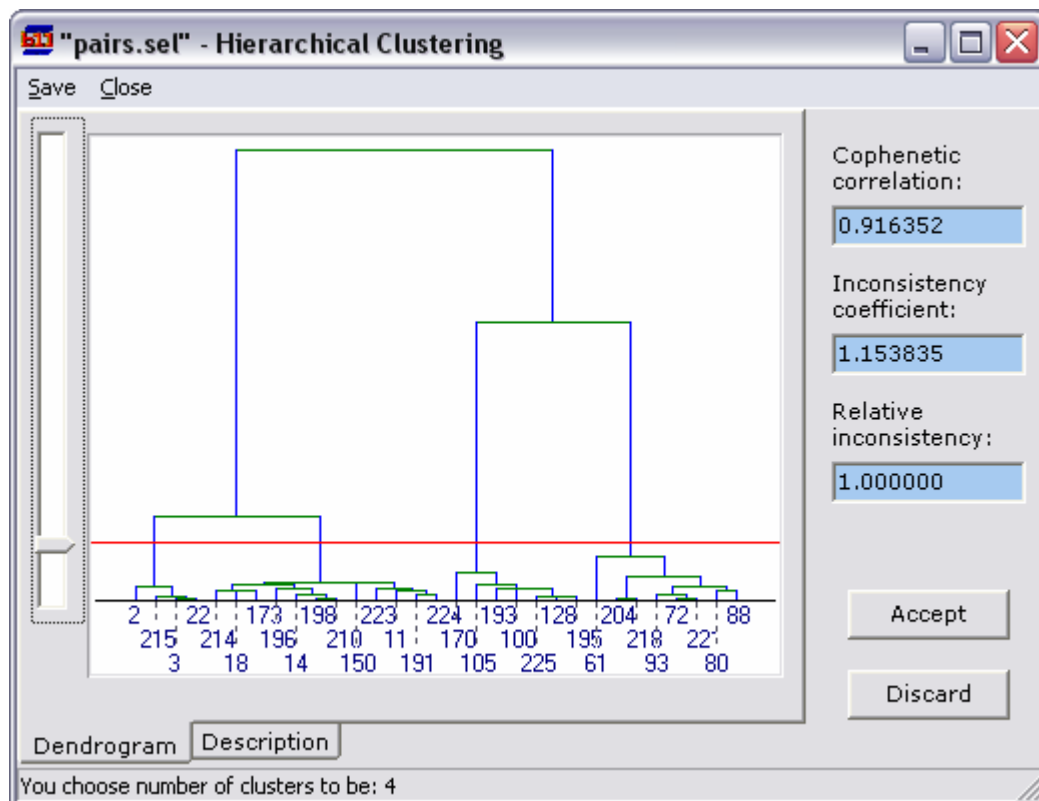 "pairs.sel" - Hierarchical Clustering
Save Close
Cophenetic
correlation:
0.916352
Inconsistency
coefficient:
1.153835
Relative
inconsistency:
1.000000
2 22 173 198 223 224 193 128 204 72 88
215 214 196 210 11 170 100 195 218
3 18 14 150 191 105 225 61 93 80
Accept
Discard
Dendrogram Description
You choose number of clusters to be: 4